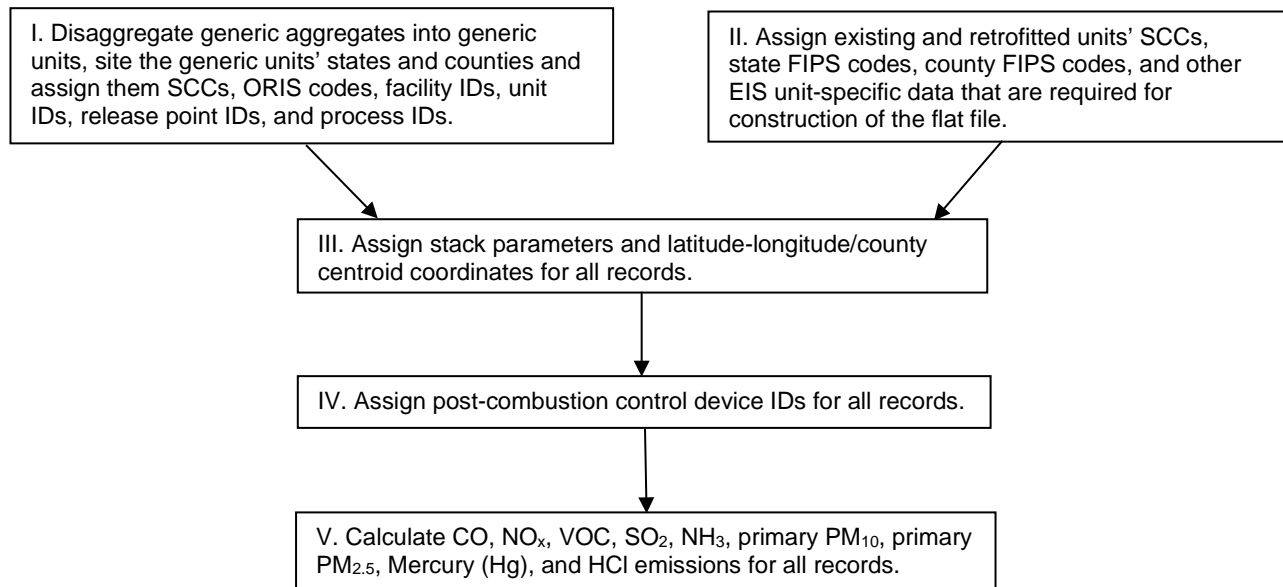 I. Disaggregate generic aggregates into generic
units, site the generic units’ states and counties and
assign them SCCs, ORIS codes, facility IDs, unit
IDs, release point IDs, and process IDs.
II. Assign existing and retrofitted units’ SCCs,
state FIPS codes, county FIPS codes, and other
EIS unit-specific data that are required for
construction of the flat file.
III. Assign stack parameters and latitude-longitude/county
centroid coordinates for all records.
IV. Assign post-combustion control device IDs for all records.
V. Calculate CO, NOₓ, VOC, SO₂, NH₃, primary PM₁₀, primary
PM₂.₅, Mercury (Hg), and HCl emissions for all records.